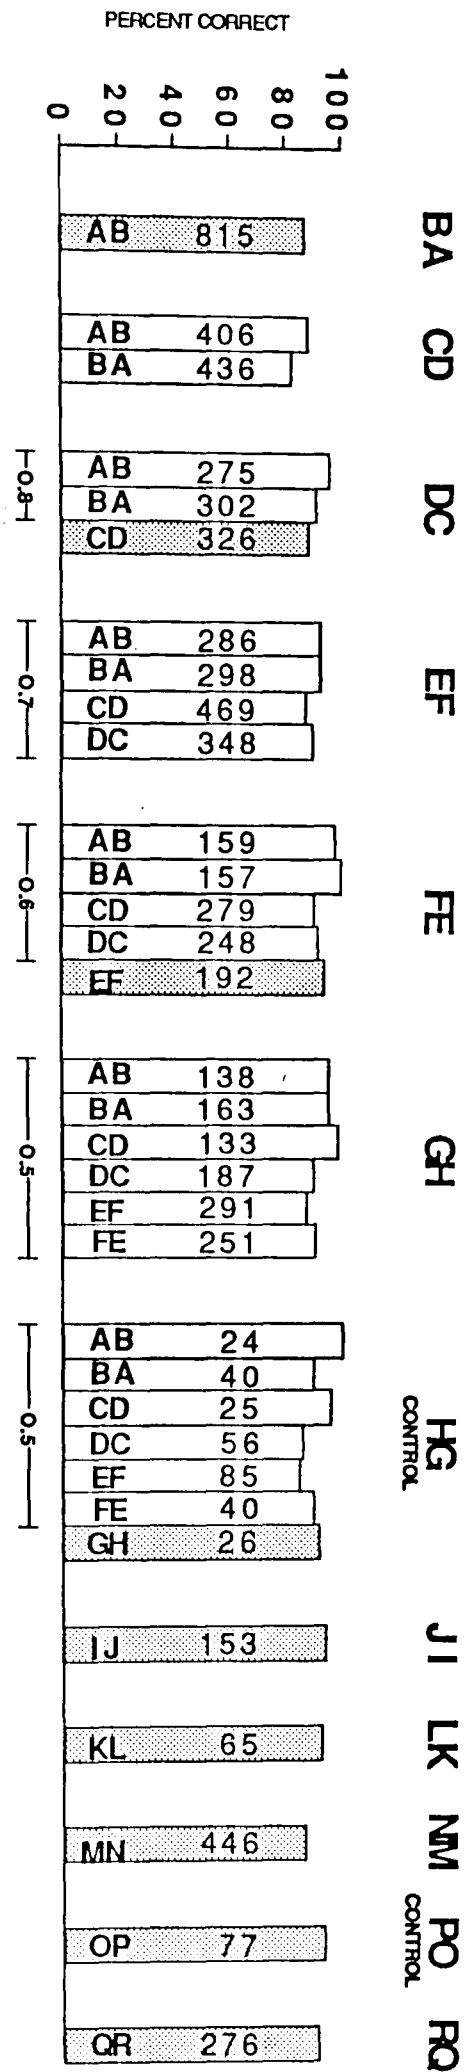 PERCENT CORRECT
0 20 40 60 80 100
BA
AB 815
CD
AB 406
BA 436
DC
AB 275
BA 302
CD 326
0.8
EF
AB 286
BA 298
CD 469
DC 348
0.7
FE
AB 159
BA 157
CD 279
DC 248
EF 192
0.6
GH
AB 138
BA 163
CD 133
DC 187
EF 291
FE 251
0.5
HG
CONTROL
AB 24
BA 40
CD 25
DC 56
EF 85
FE 40
GH 26
0.5
JI
IJ 153
LK
KL 65
NM
MN 446
PO
CONTROL
OP 77
RQ
QR 276